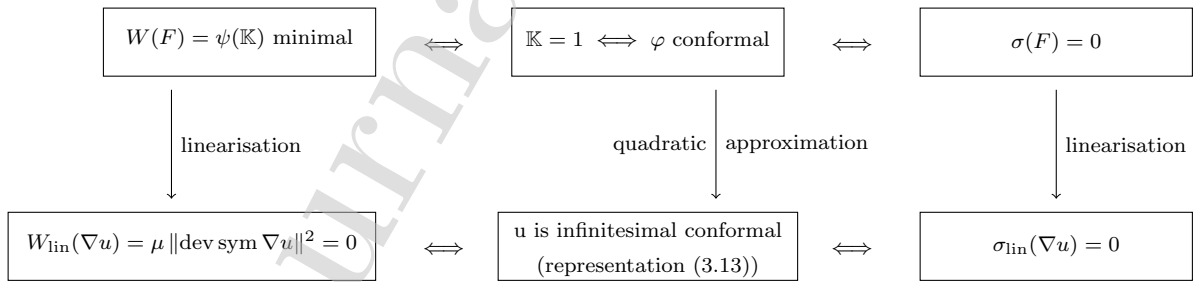 W(F) = ψ(𝕂) minimal ⟺ 𝕂 = 1 ⟺ φ conformal ⟺ σ(F) = 0
linearisation quadratic approximation linearisation
W_lin(∇u) = μ ‖dev sym ∇u‖² = 0 ⟺ u is infinitesimal conformal ⟺ σ_lin(∇u) = 0
(representation (3.13))